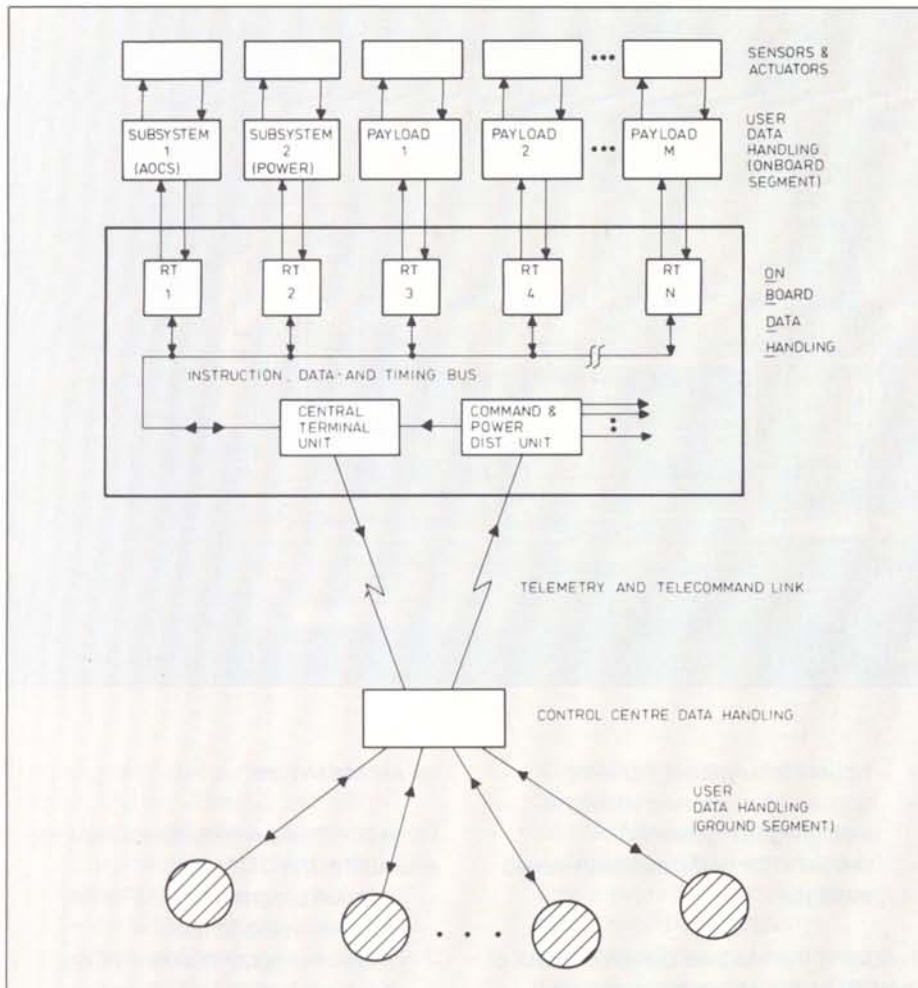 SENSORS &
ACTUATORS
SUBSYSTEM
1
(AOCS)
SUBSYSTEM
2
(POWER)
PAYLOAD
1
PAYLOAD
2
PAYLOAD
M
USER
DATA
HANDLING
(ONBOARD
SEGMENT)
RT
1
RT
2
RT
3
RT
4
RT
N
ON
BOARD
DATA
HANDLING
INSTRUCTION, DATA-AND TIMING BUS
CENTRAL
TERMINAL
UNIT
COMMAND &
POWER
DIST. UNIT
TELEMETRY AND TELECOMMAND LINK
CONTROL CENTRE DATA HANDLING
USER
DATA HANDLING
(GROUND SEGMENT)